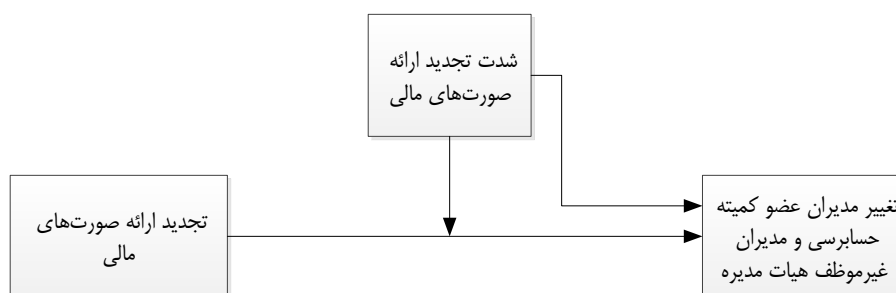 شدت تجدید ارائه
صورت‌های مالی
تجدید ارائه صورت‌های
مالی
تغییر مدیران عضو کمیته
حسابرسی و مدیران
غیرموظف هیات مدیره